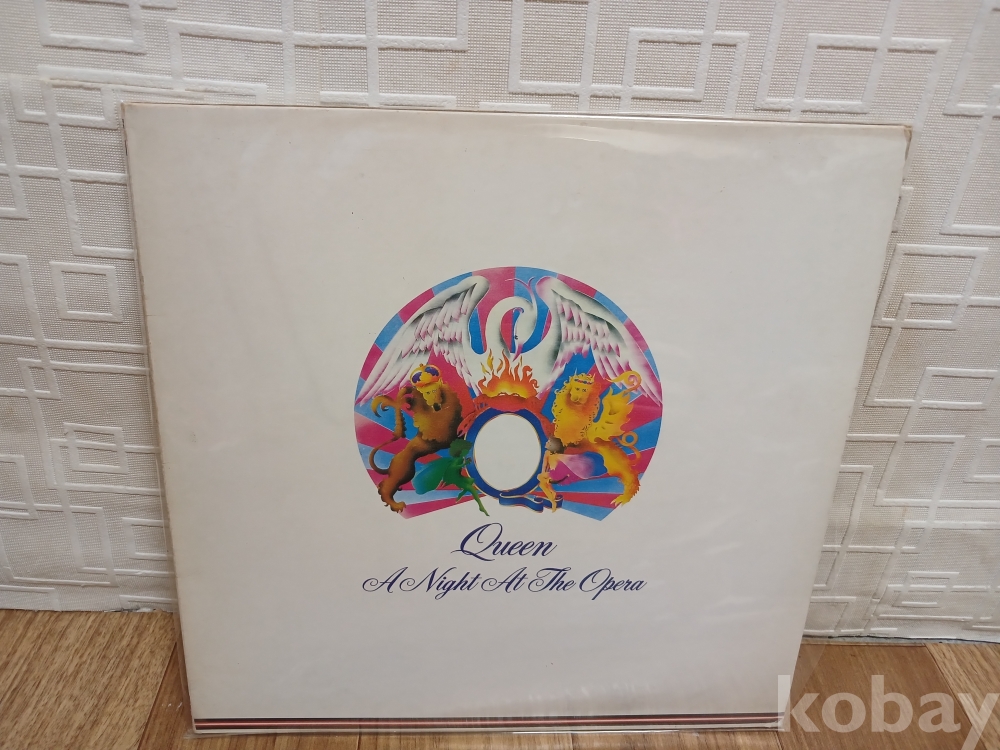 Queen
A Night At The Opera
kobay